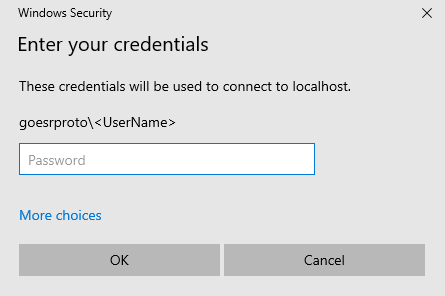 Windows Security
Enter your credentials
These credentials will be used to connect to localhost.
goesrproto\<UserName>
Password
More choices
OK
Cancel